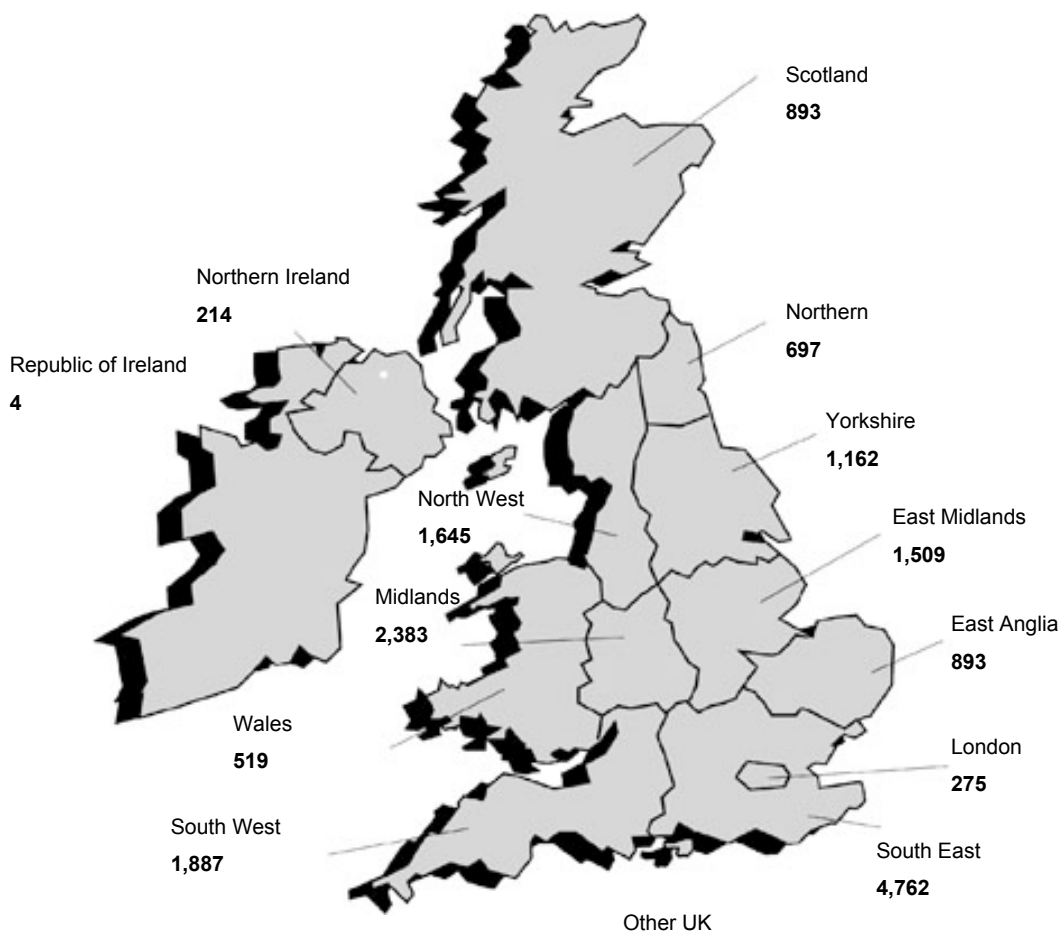 Scotland
893
Northern Ireland
214
Northern
697
Republic of Ireland
4
Yorkshire
1,162
North West
1,645
East Midlands
1,509
Midlands
2,383
East Anglia
893
Wales
519
London
275
South West
1,887
South East
4,762
Other UK